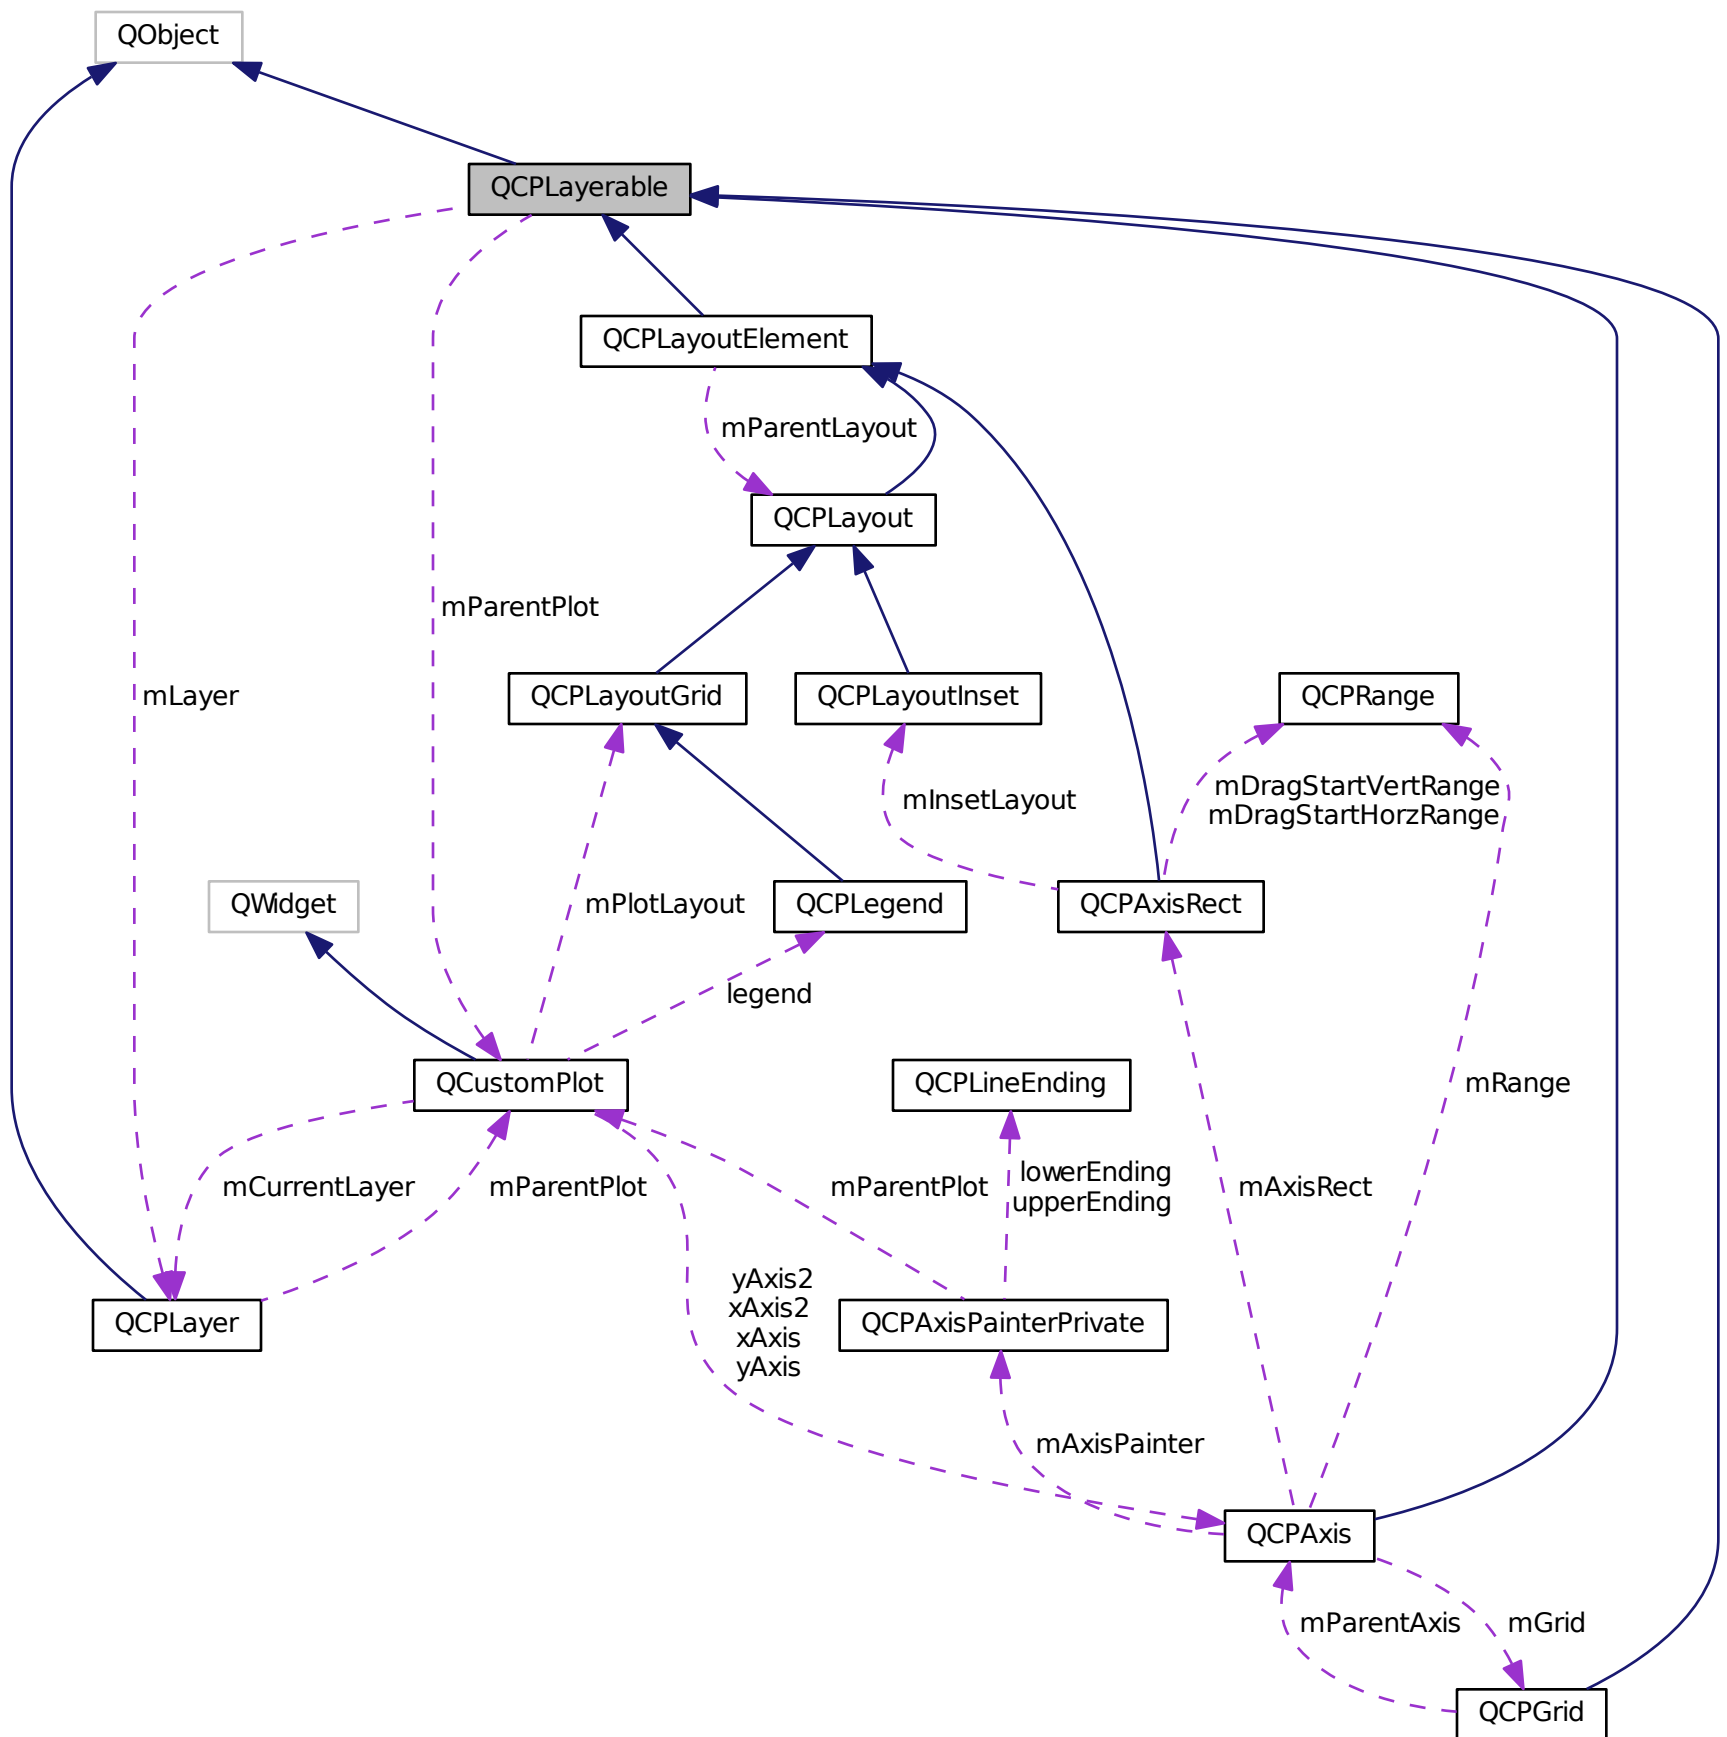 QObject
QCPLayerable
QCPLayoutElement
mParentLayout
QCPLayout
mParentPlot
mLayer
QCPLayoutGrid
QCPLayoutInset
QCPRange
mDragStartVertRange
mDragStartHorzRange
mInsetLayout
QWidget
mPlotLayout
QCPLegend
QCPAxisRect
legend
QCustomPlot
QCPLineEnding
mRange
mCurrentLayer
mParentPlot
mParentPlot
lowerEnding
upperEnding
mAxisRect
yAxis2
xAxis2
xAxis
yAxis
QCPLayer
QCPAxisPainterPrivate
mAxisPainter
QCPAxis
mParentAxis
mGrid
QCPGrid